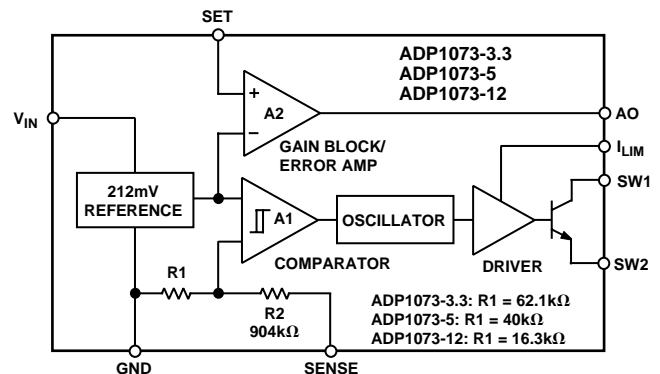 SET
ADP1073-3.3
ADP1073-5
ADP1073-12
+
A2
−
VIN
AO
GAIN BLOCK/
ERROR AMP
ILIM
212mV
REFERENCE
SW1
A1
OSCILLATOR
R1
COMPARATOR
DRIVER
SW2
R2
904kΩ
ADP1073-3.3: R1 = 62.1kΩ
ADP1073-5: R1 = 40kΩ
ADP1073-12: R1 = 16.3kΩ
GND
SENSE